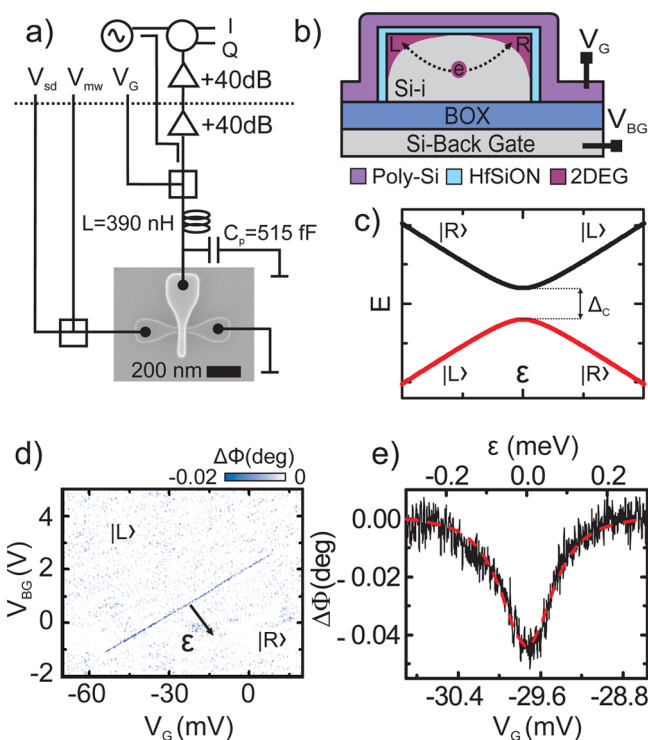 a)
I
Q
+40dB
V_sd V_mw V_G
+40dB
L=390 nH
C_p=515 fF
200 nm
b)
L R
e
Si-i
V_G
BOX
V_BG
Si-Back Gate
Poly-Si HfSiON 2DEG
c)
|R⟩ |L⟩
E
Δ_C
|L⟩ ε |R⟩
d)
ΔΦ(deg)
-0.02 0
|L⟩
4
2
0
-2
V_BG (V)
ε
|R⟩
-60 -30 0
V_G (mV)
e)
ε (meV)
-0.2 0.0 0.2
0.00
-0.02
-0.04
ΔΦ(deg)
-30.4 -29.6 -28.8
V_G (mV)